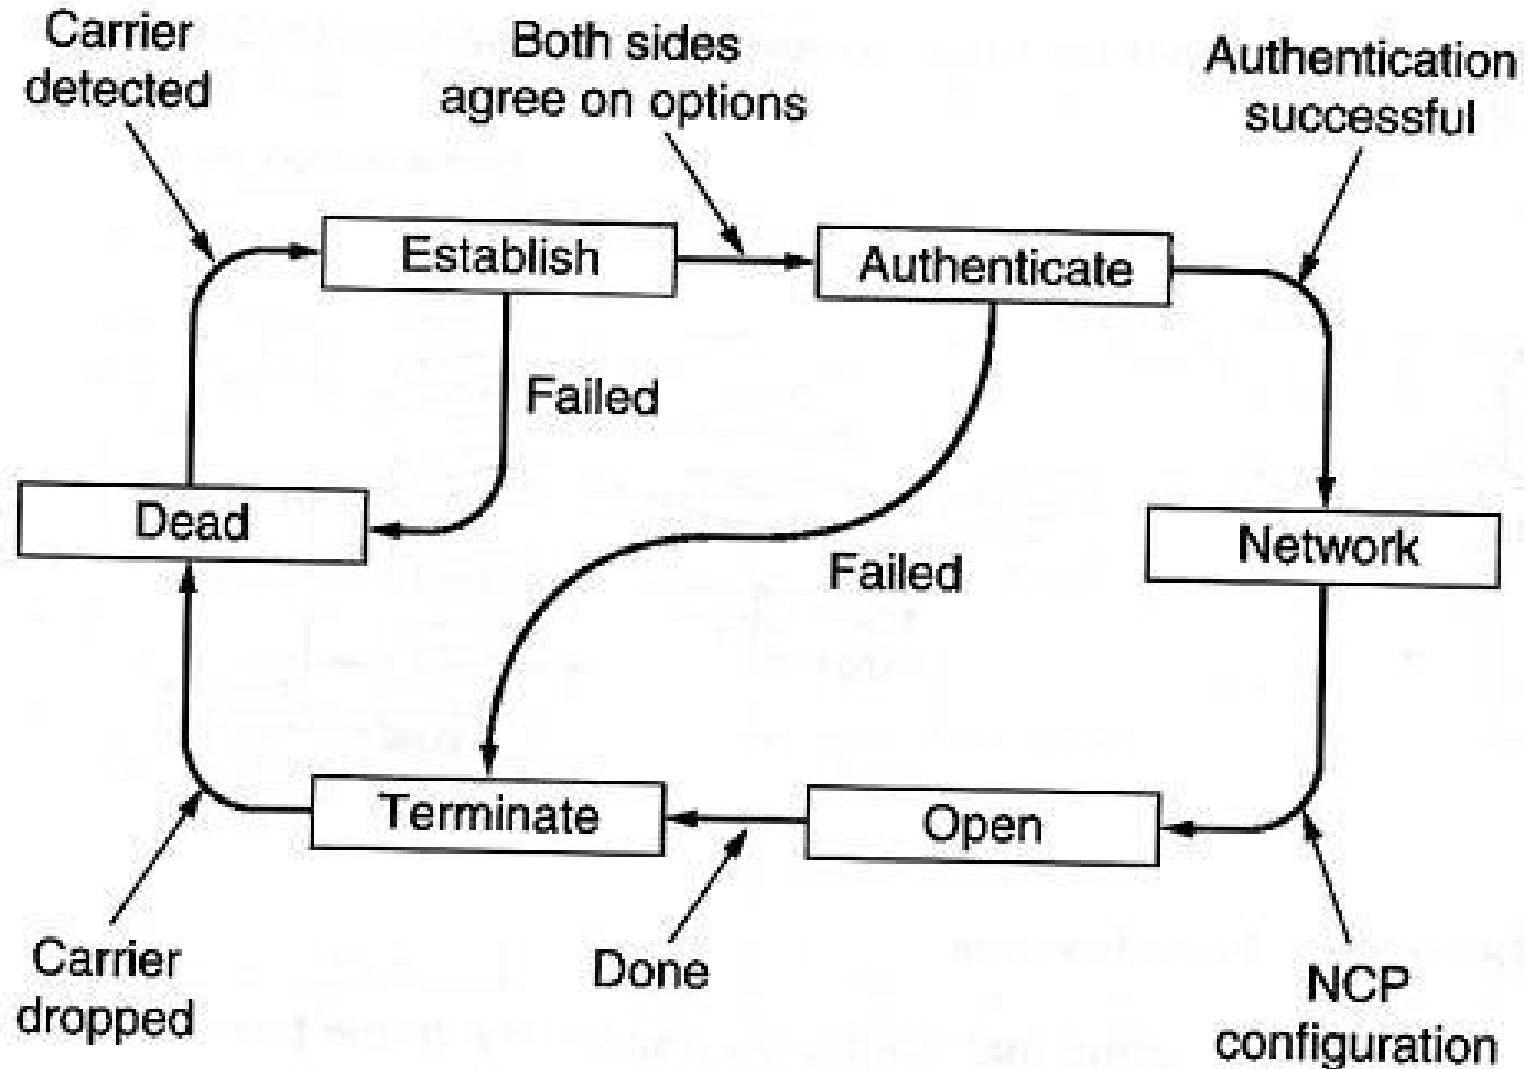 Carrier
detected
Both sides
agree on options
Authentication
successful
Establish
Authenticate
Failed
Dead
Network
Failed
Terminate
Open
Carrier
dropped
Done
NCP
configuration